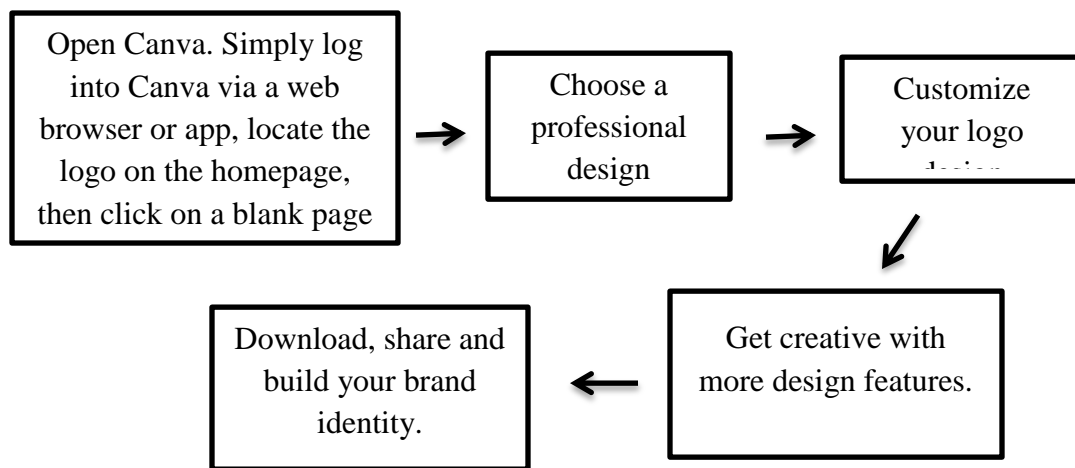 Open Canva. Simply log
into Canva via a web
browser or app, locate the
logo on the homepage,
then click on a blank page
Choose a
professional
design
Customize
your logo
design
Get creative with
more design features.
Download, share and
build your brand
identity.